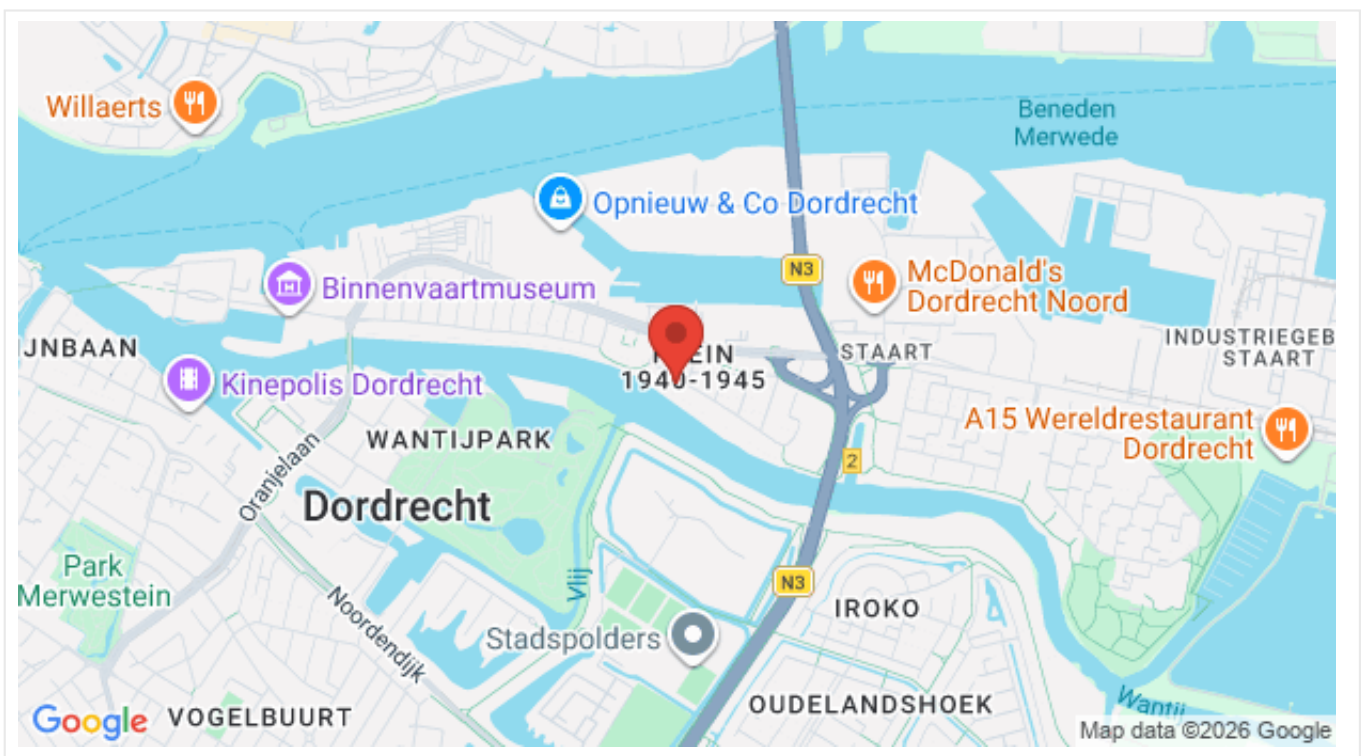 Willaerts
Beneden
Merwede
Opnieuw & Co Dordrecht
N3
McDonald's
Dordrecht Noord
Binnenvaartmuseum
JNBAAN
1940-1945
STAART
INDUSTRIEGEB
STAART
Kinepolis Dordrecht
A15 Wereldrestaurant
Dordrecht
WANTIJPARK
Oranjelaan
2
Dordrecht
Park
Merwestein
Vlij
N3
Noordendijk
IROKO
Stadspolders
OUDELANDSHOEK
Wantij
Google
VOGELBUURT
Map data ©2026 Google